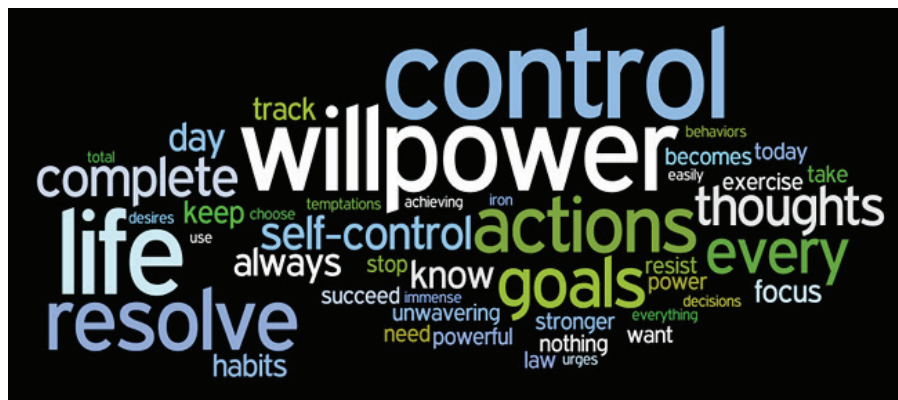 control
track
willpower
behaviors
day
becomes today
total
complete
easily
exercise take
life
desires
keep choose temptations achieving iron
thoughts
use
self-control actions
every
always stop know goals resist
power
focus
succeed immense
decisions
resolve
unwavering
stronger
everything
need powerful
nothing
want
habits
law urges